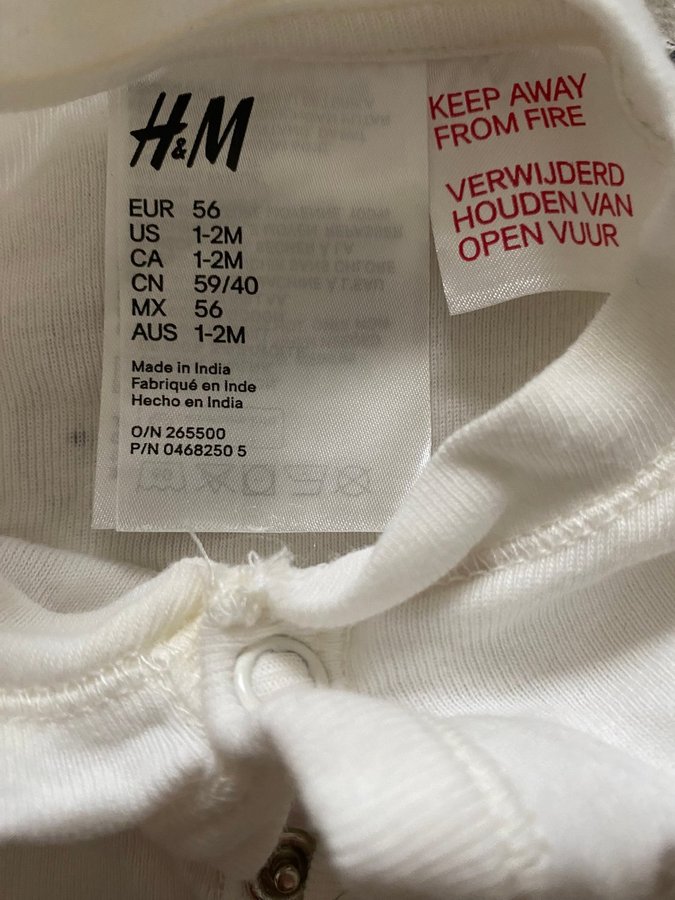 H&M
EUR 56
US 1-2M
CA 1-2M
CN 59/40
MX 56
AUS 1-2M
Made in India
Fabriqué en Inde
Hecho en India
O/N 265500
P/N 0468250 5
KEEP AWAY
FROM FIRE
VERWIJDERD
HOUDEN VAN
OPEN VUUR